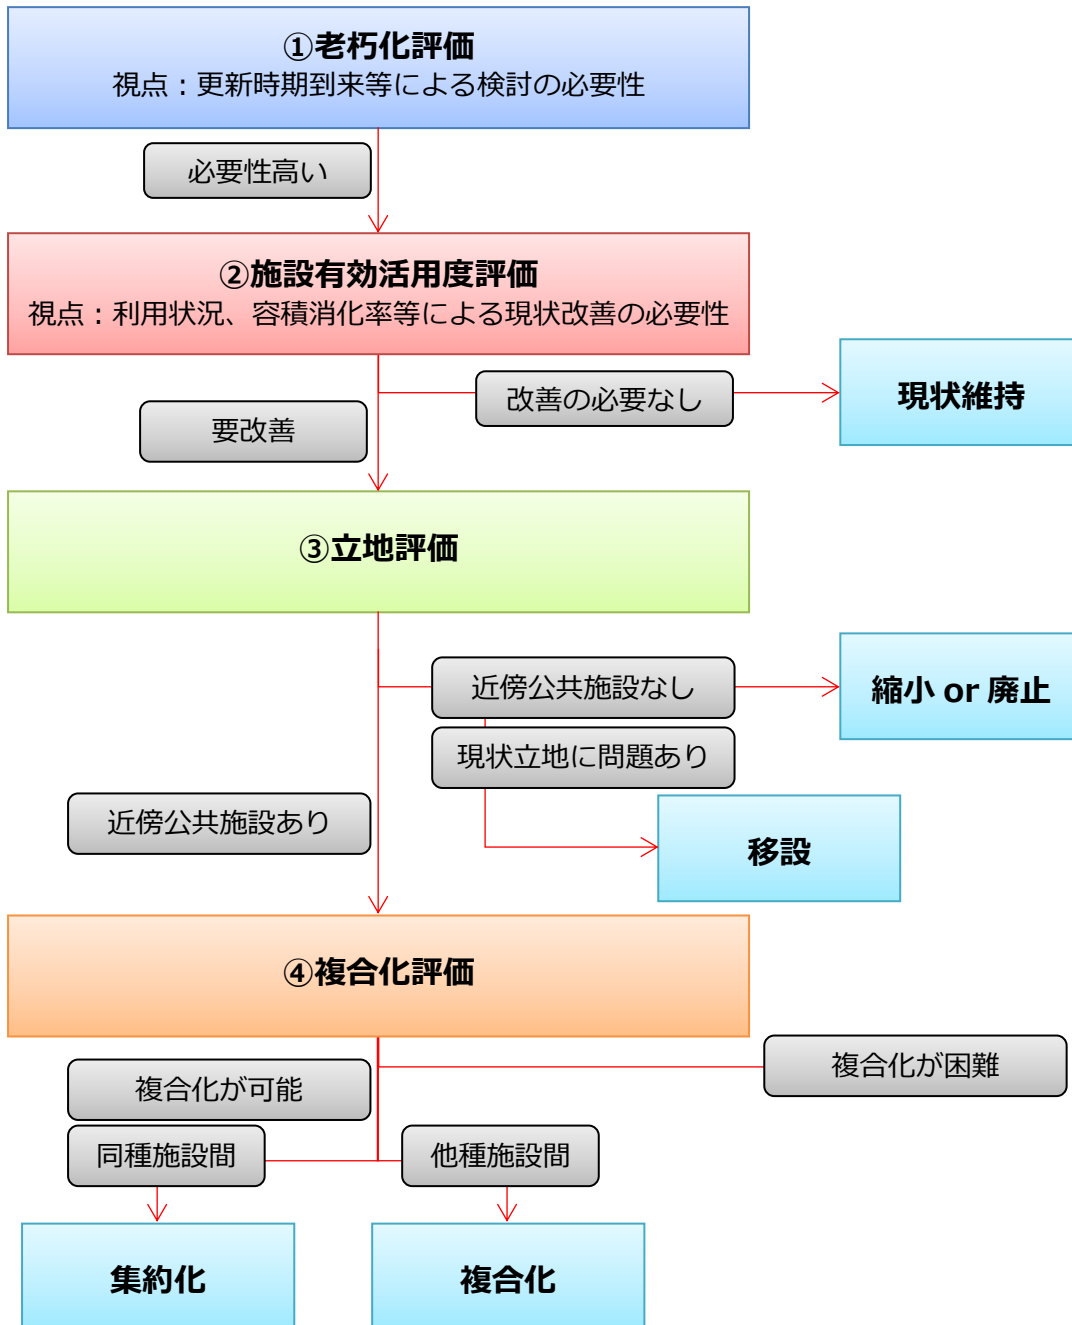 ①老朽化評価
視点：更新時期到来等による検討の必要性
必要性高い
②施設有効活用度評価
視点：利用状況、容積消化率等による現状改善の必要性
改善の必要なし
現状維持
要改善
③立地評価
近傍公共施設なし
縮小 or 廃止
現状立地に問題あり
近傍公共施設あり
移設
④複合化評価
複合化が困難
複合化が可能
同種施設間
他種施設間
集約化
複合化